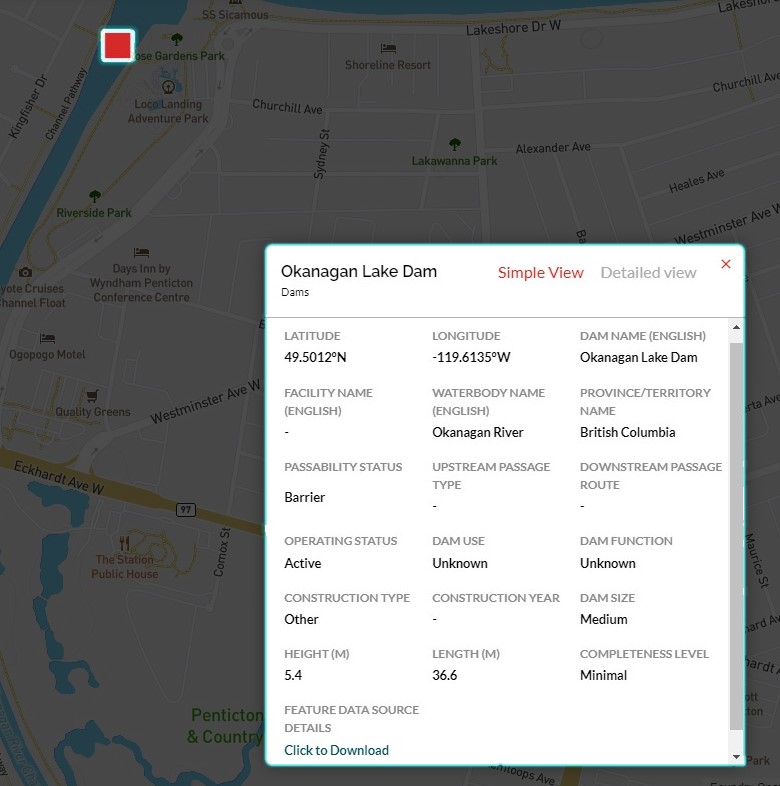 SS Sicamous
Lakeshore Dr W
Lakeshore
ose Gardens Park
Shoreline Resort
Kingfisher Dr
Channel Pathway
Loco Landing
Adventure Park
Churchill Ave
Churchill Ave
Sydney St
Alexander Ave
Lakawanna Park
Heales Ave
Riverside Park
Westminster Ave W
Days Inn by
Wyndham Penticton
Conference Centre
yote Cruises
hannel Float
Ogopogo Motel
Quality Greens
Westminster Ave W
Eckhardt Ave W
97
The Station
Public House
Comox St
Maurice St
Penticton
& Country
Okanagan Lake Dam
Simple View
Detailed view
×
Dams
LATITUDE
LONGITUDE
DAM NAME (ENGLISH)
49.5012°N
-119.6135°W
Okanagan Lake Dam
FACILITY NAME
(ENGLISH)
WATERBODY NAME
(ENGLISH)
PROVINCE/TERRITORY
NAME
-
Okanagan River
British Columbia
PASSABILITY STATUS
UPSTREAM PASSAGE
TYPE
DOWNSTREAM PASSAGE
ROUTE
Barrier
-
-
OPERATING STATUS
DAM USE
DAM FUNCTION
Active
Unknown
Unknown
CONSTRUCTION TYPE
CONSTRUCTION YEAR
DAM SIZE
Other
-
Medium
HEIGHT (M)
LENGTH (M)
COMPLETENESS LEVEL
5.4
36.6
Minimal
FEATURE DATA SOURCE
DETAILS
Click to Download
Park